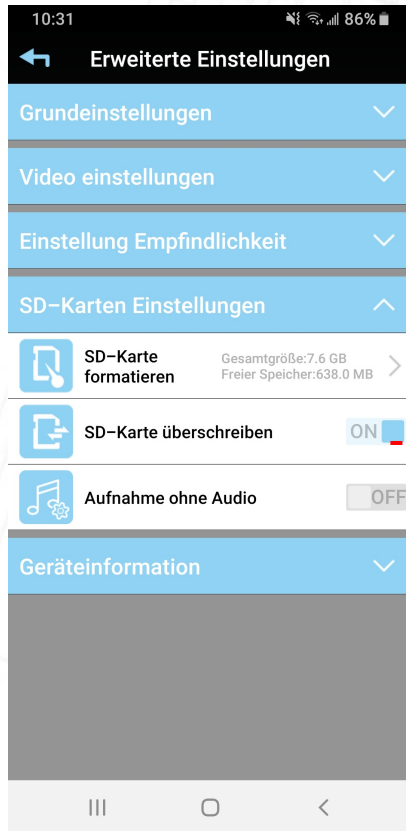 10:31 86%
Erweiterte Einstellungen
Grundeinstellungen
Video einstellungen
Einstellung Empfindlichkeit
SD-Karten Einstellungen
SD-Karte
formatieren
Gesamtgröße:7.6 GB
Freier Speicher:638.0 MB
SD-Karte überschreiben ON
Aufnahme ohne Audio OFF
Geräteinformation